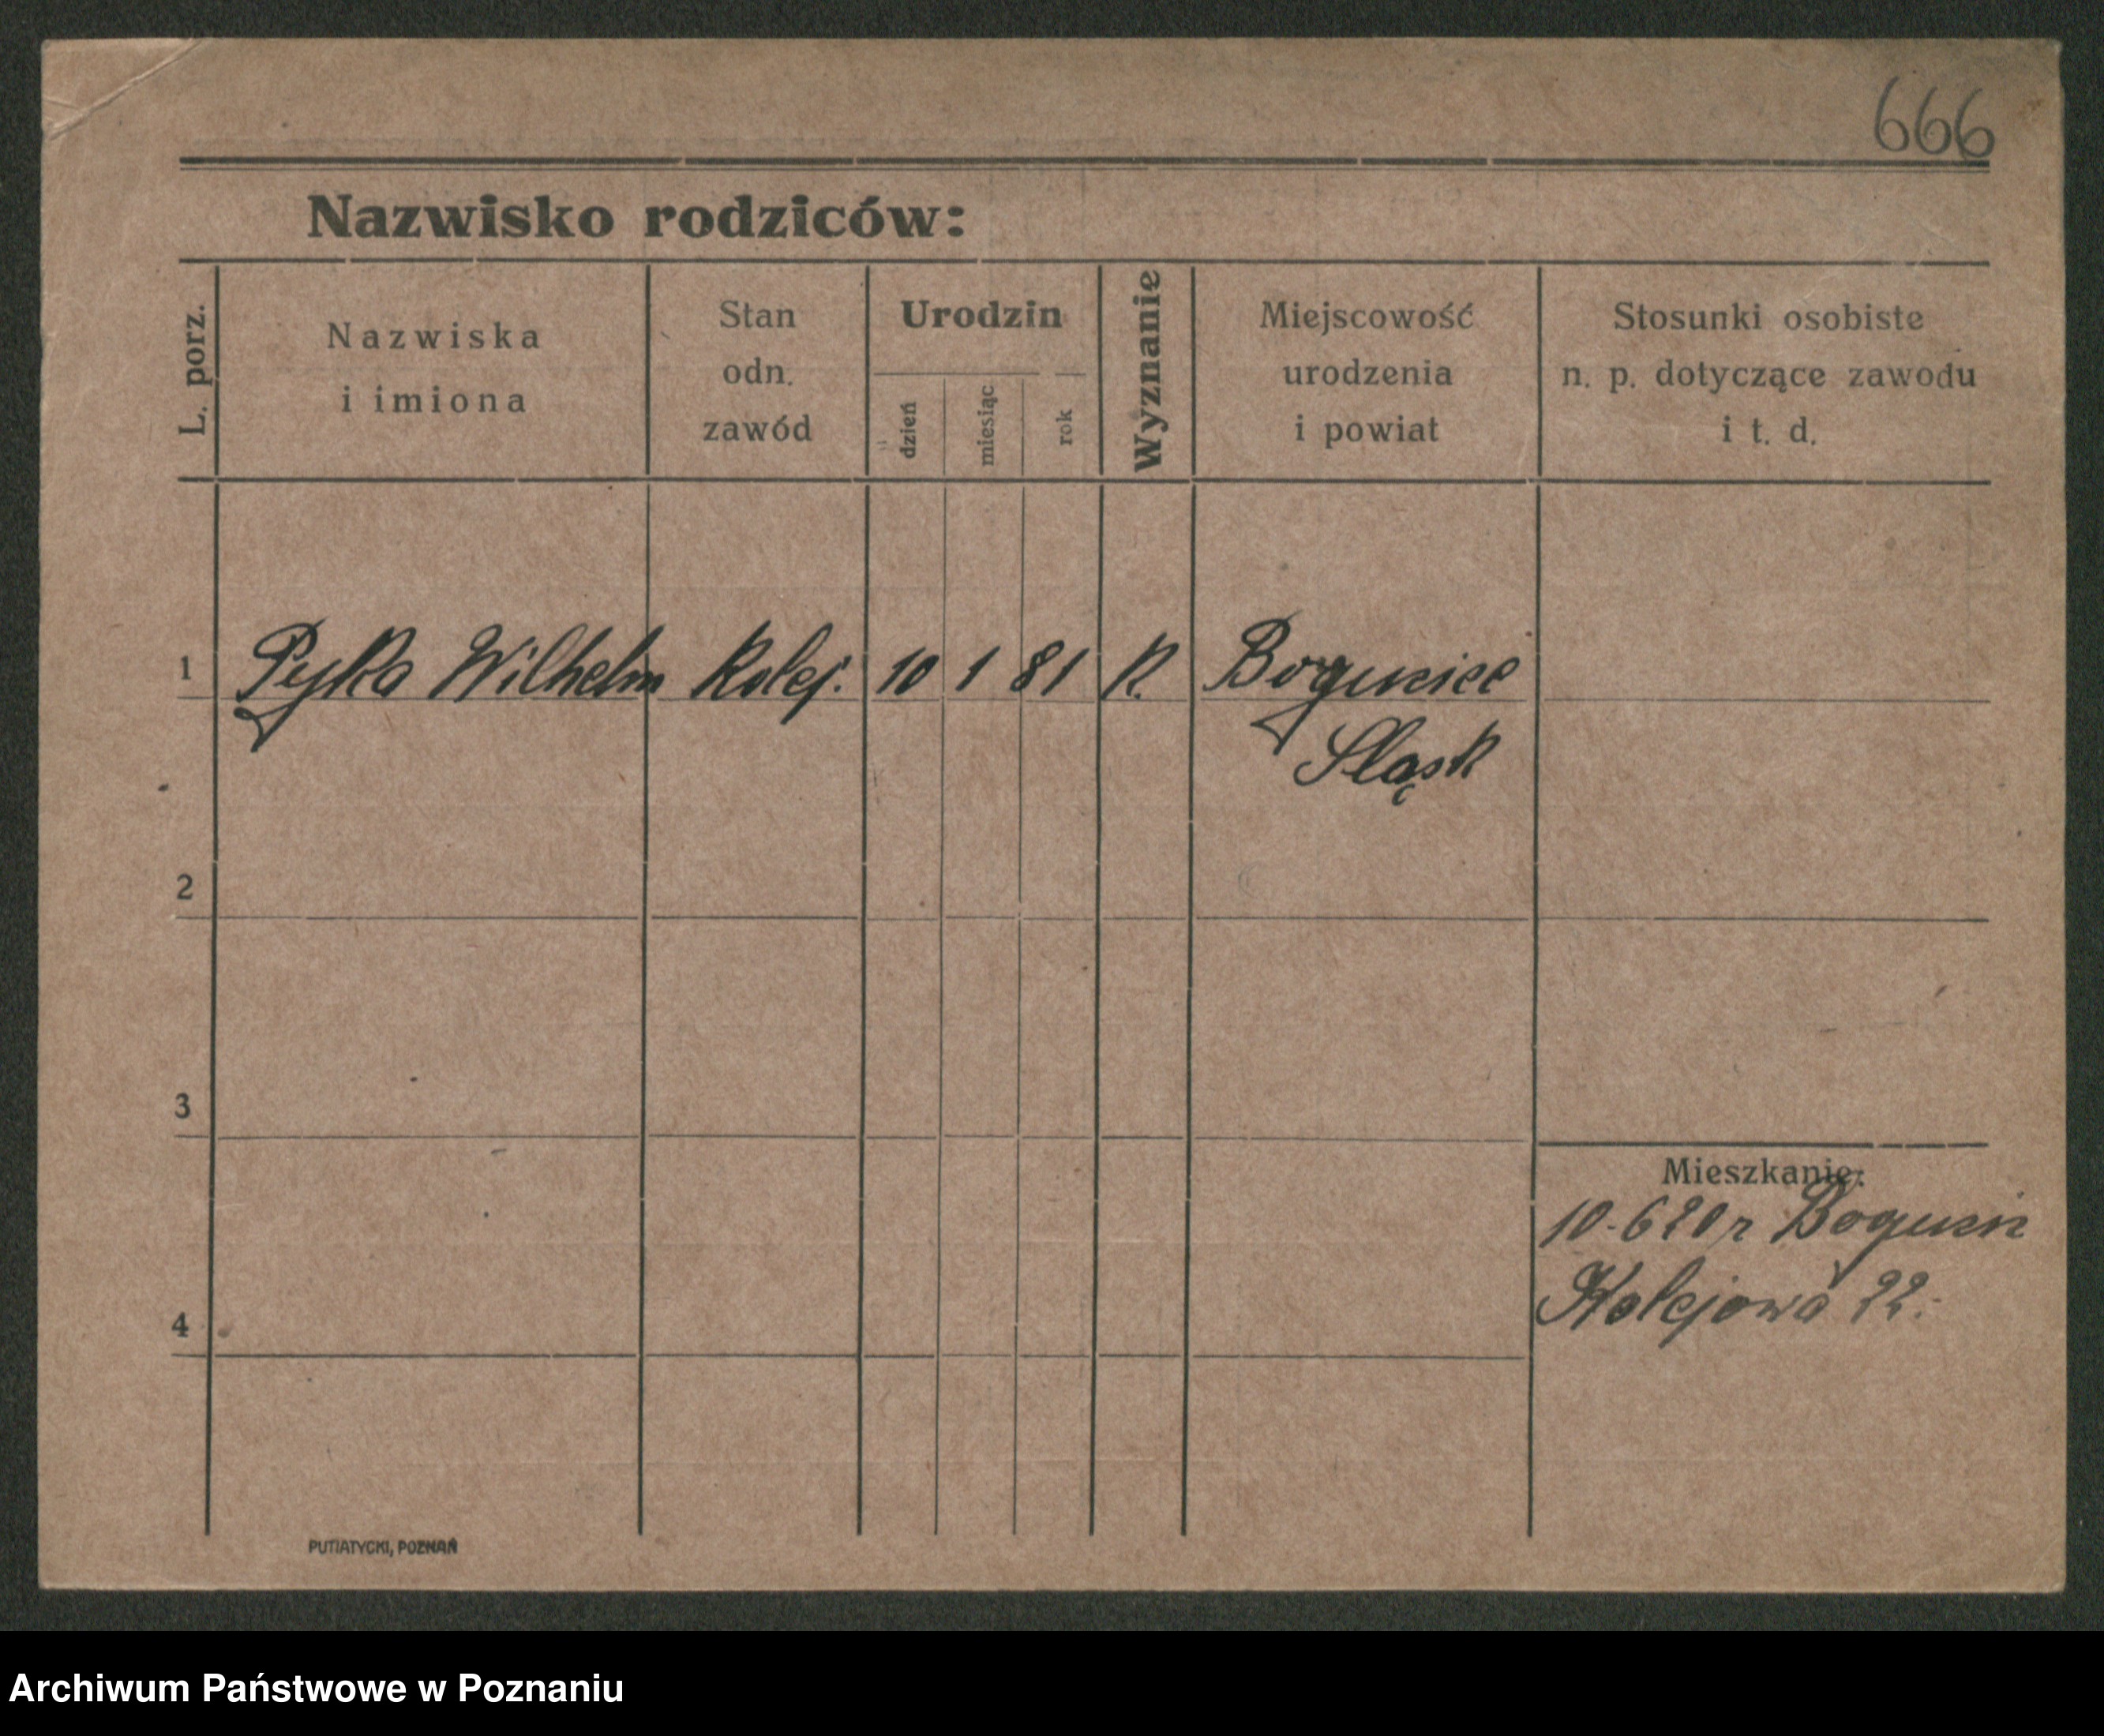 666
Nazwisko rodziców:
L. porz.
Nazwiska
i imiona
Stan
odn.
zawód
Urodzin
dzień
miesiąc
rok
Wyznanie
Miejscowość
urodzenia
i powiat
Stosunki osobiste
n. p. dotyczące zawodu
i t. d.
1 Pyka Wilhelm Kolej. 10 1 81 K.
Śląsk
2
3
Mieszkanie:
10. 6 20 r
Kolejowa 22.
4
PUTIATYCKI, POZNAŃ
Archiwum Państwowe w Poznaniu